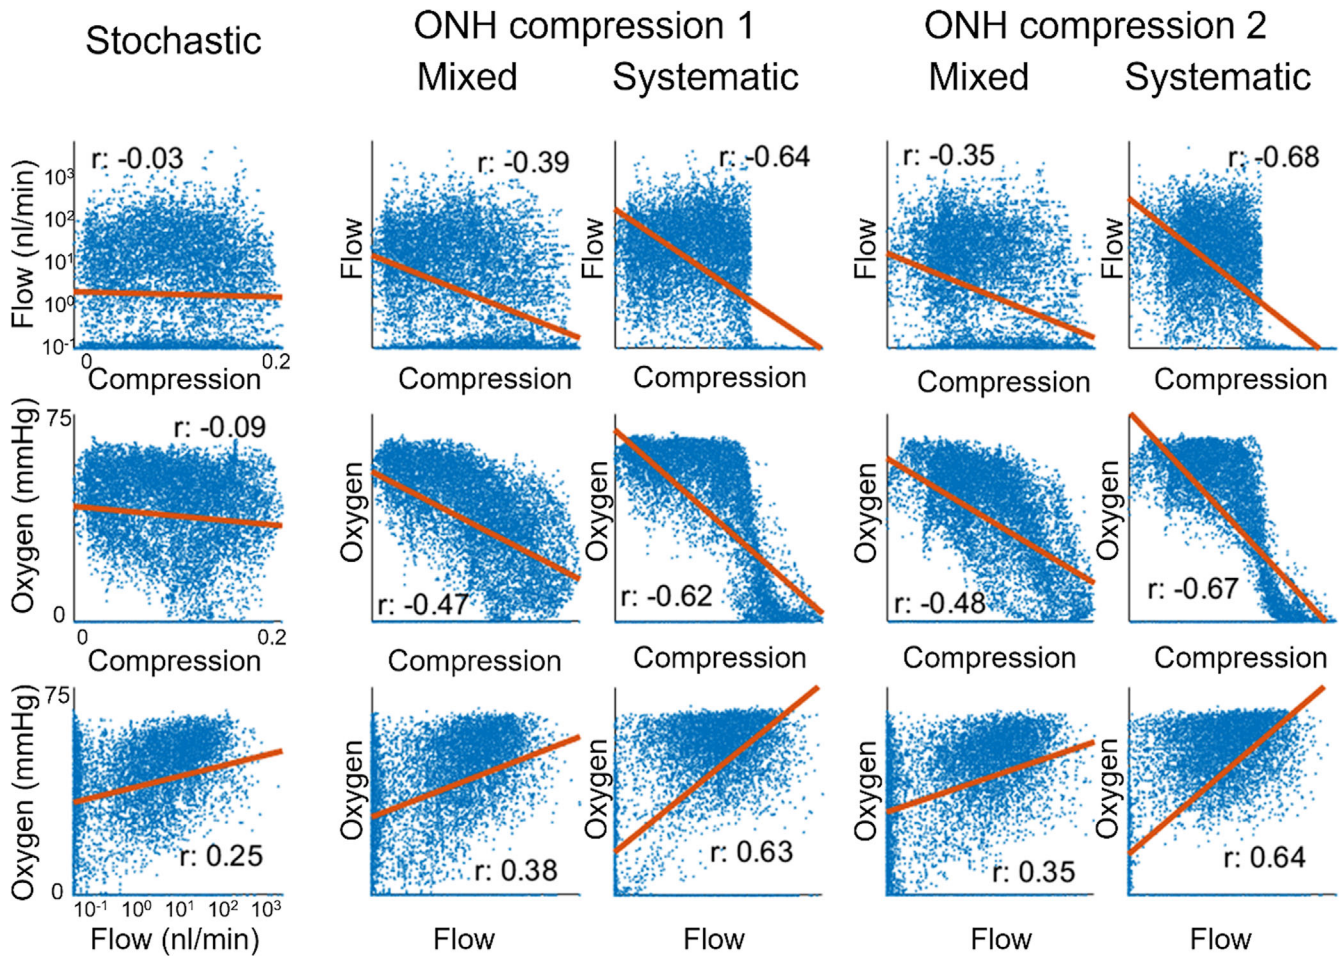 Stochastic
ONH compression 1
ONH compression 2
Mixed
Systematic
Mixed
Systematic
Flow (nl/min)
10³
10²
10¹
10⁰
10⁻¹
r: -0.03
0
0.2
Compression
Flow
r: -0.39
Compression
Flow
r: -0.64
Compression
Flow
r: -0.35
Compression
Flow
r: -0.68
Compression
Oxygen (mmHg)
75
0
r: -0.09
0
0.2
Compression
Oxygen
r: -0.47
Compression
Oxygen
r: -0.62
Compression
Oxygen
r: -0.48
Compression
Oxygen
r: -0.67
Compression
Oxygen (mmHg)
75
0
r: 0.25
10⁻¹ 10⁰ 10¹ 10² 10³
Flow (nl/min)
Oxygen
r: 0.38
Flow
Oxygen
r: 0.63
Flow
Oxygen
r: 0.35
Flow
Oxygen
r: 0.64
Flow